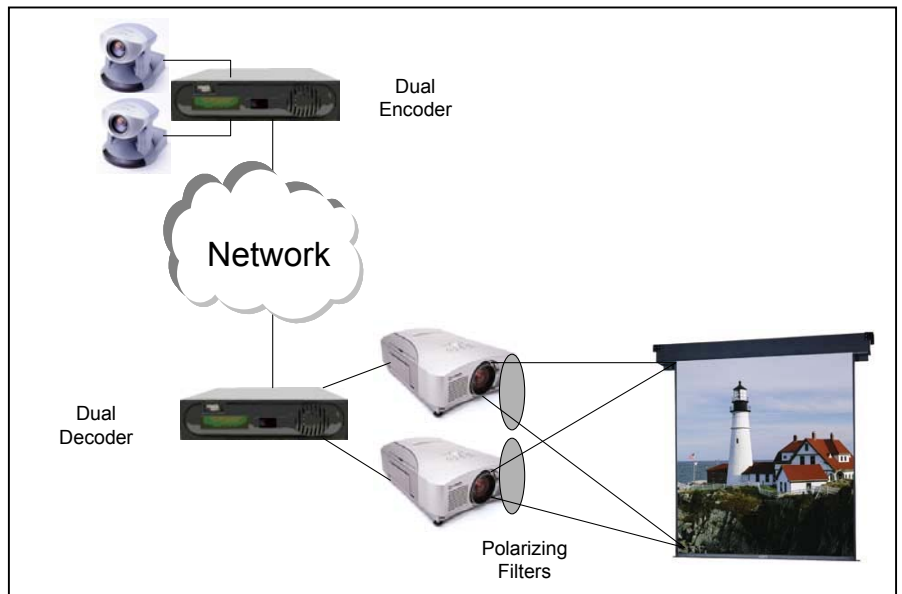 Dual
Encoder
Network
Dual
Decoder
Polarizing
Filters